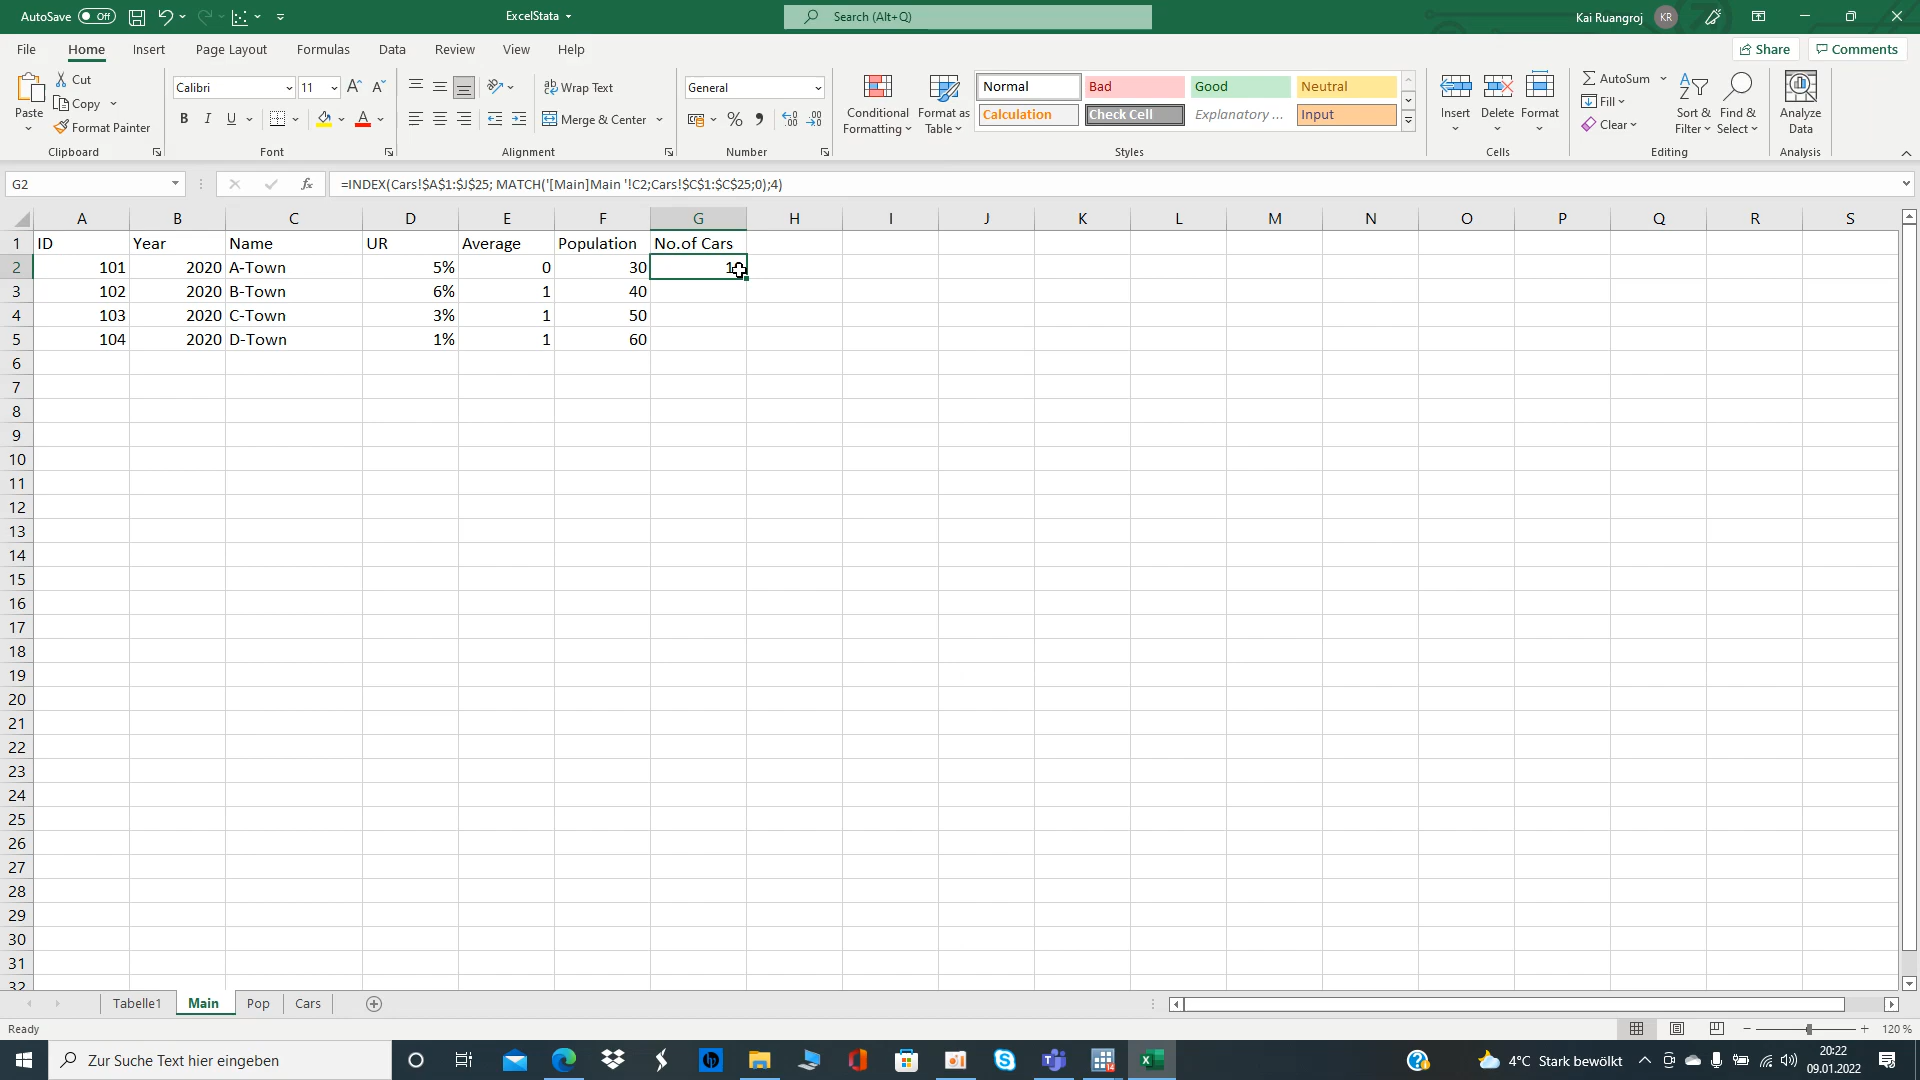 AutoSave Off ExcelStata Search (Alt+Q) Kai Ruangroj KR
File Home Insert Page Layout Formulas Data Review View Help Share Comments
Paste
Cut
Copy
Format Painter
Clipboard
Calibri 11
Font
Wrap Text
Merge & Center
Alignment
General
Number
Conditional Formatting
Format as Table
Normal Bad Good Neutral
Calculation Check Cell Explanatory ... Input
Styles
Insert Delete Format
Cells
AutoSum
Fill
Clear
Sort & Filter
Find & Select
Editing
Analyze Data
Analysis
G2 fx =INDEX(Cars!$A$1:$J$25; MATCH('[Main]Main '!C2;Cars!$C$1:$C$25;0);4)
A B C D E F G H I J K L M N O P Q R S
1 ID Year Name UR Average Population No.of Cars
2 101 2020 A-Town 5% 0 30
3 102 2020 B-Town 6% 1 40
4 103 2020 C-Town 3% 1 50
5 104 2020 D-Town 1% 1 60
6
7
8
9
10
11
12
13
14
15
16
17
18
19
20
21
22
23
24
25
26
27
28
29
30
31
32
Tabelle1 Main Pop Cars
Ready 120 %
Zur Suche Text hier eingeben
4°C Stark bewölkt
20:22
09.01.2022